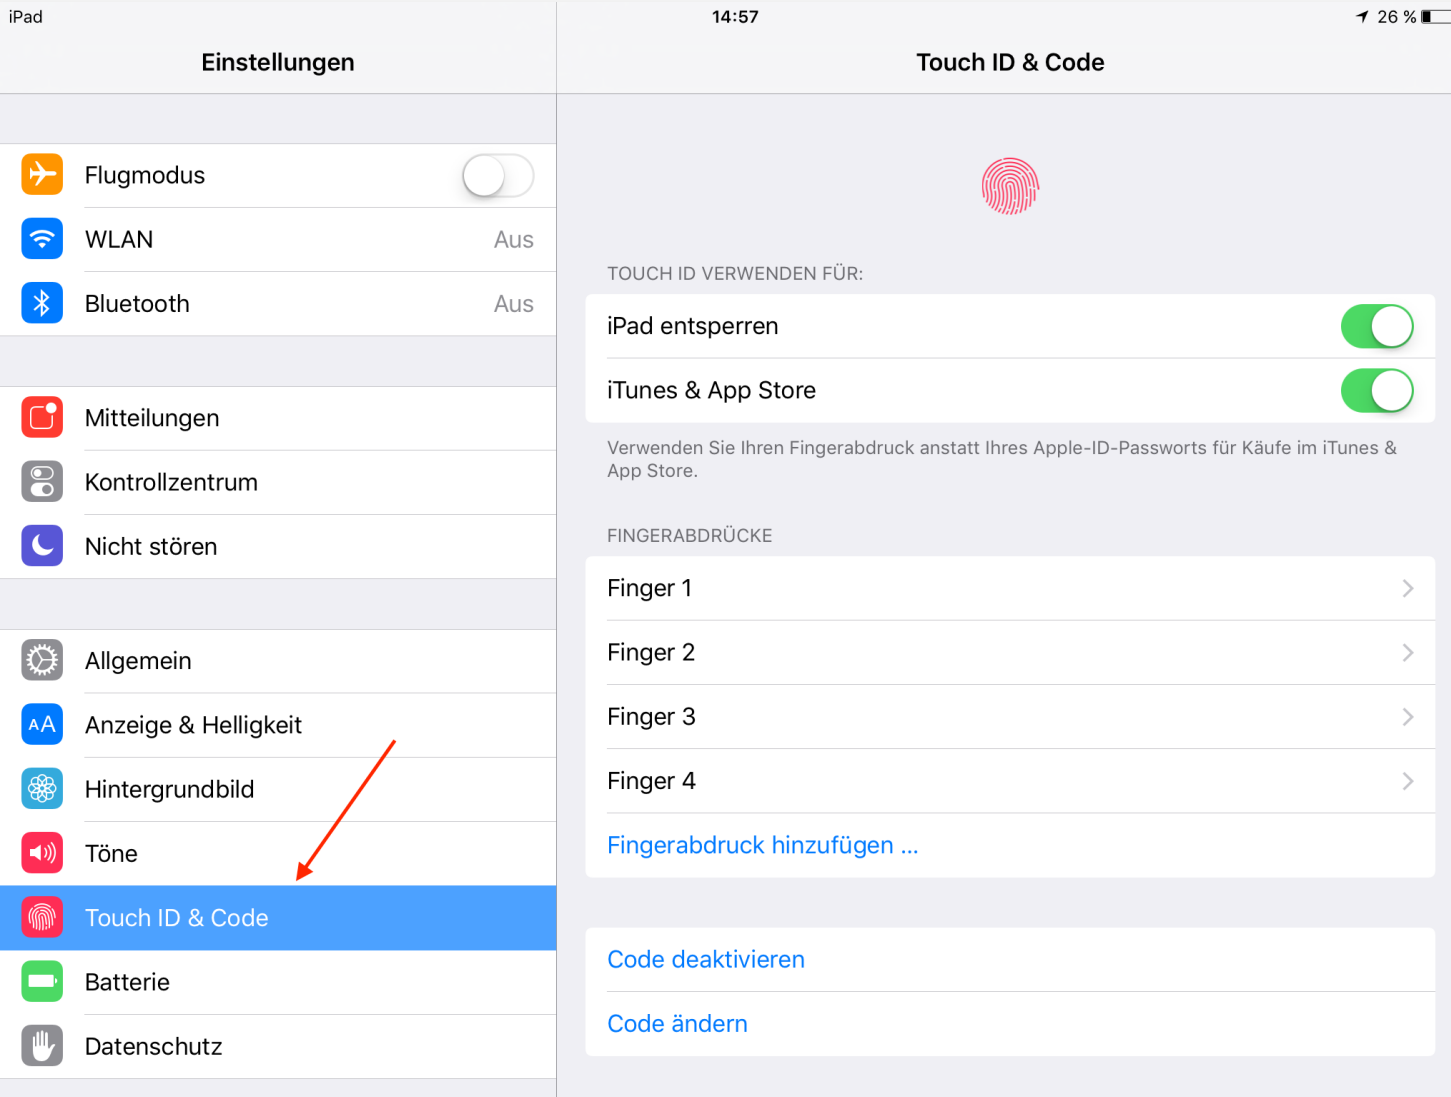 iPad
14:57
26 %
Einstellungen
Touch ID & Code
Flugmodus
WLAN
Aus
Bluetooth
Aus
Mitteilungen
Kontrollzentrum
Nicht stören
Allgemein
AA
Anzeige & Helligkeit
Hintergrundbild
Töne
Touch ID & Code
Batterie
Datenschutz
TOUCH ID VERWENDEN FÜR:
iPad entsperren
iTunes & App Store
Verwenden Sie Ihren Fingerabdruck anstatt Ihres Apple-ID-Passworts für Käufe im iTunes &
App Store.
FINGERABDRÜCKE
Finger 1
Finger 2
Finger 3
Finger 4
Fingerabdruck hinzufügen ...
Code deaktivieren
Code ändern